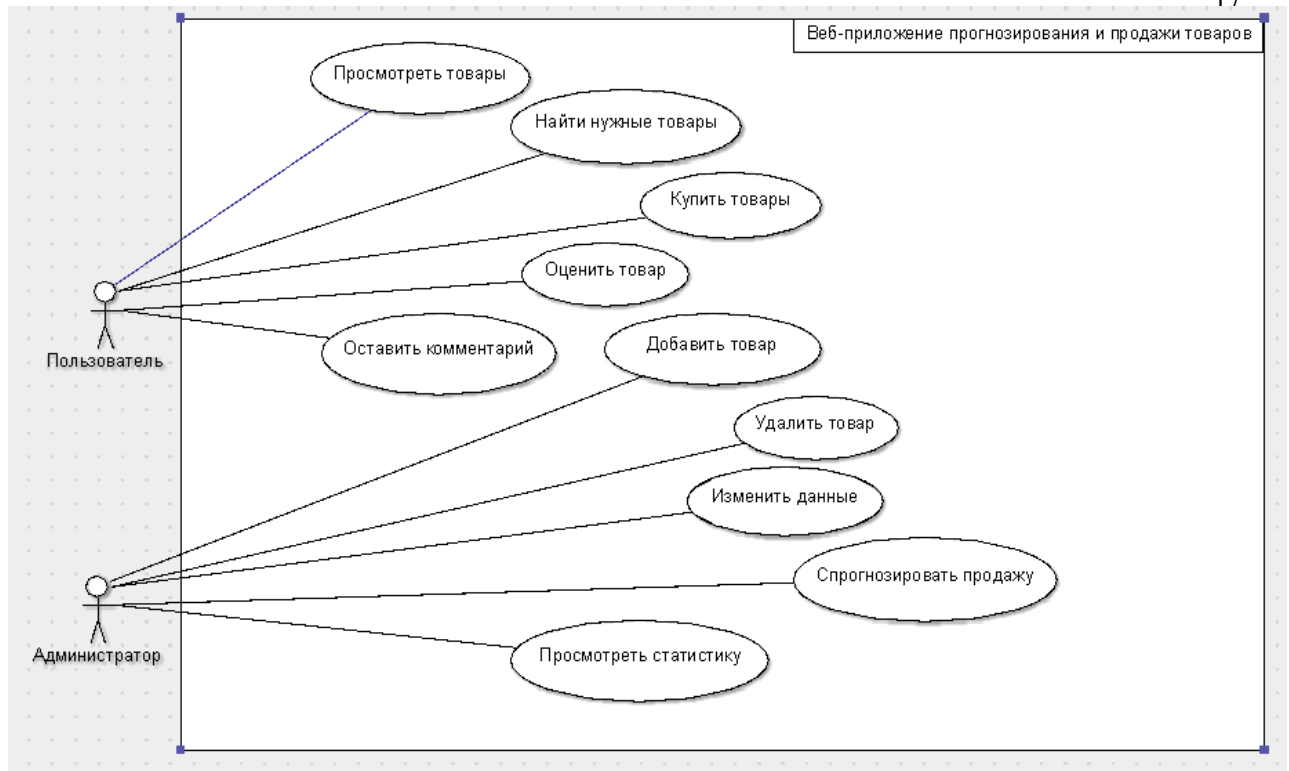 Веб-приложение прогнозирования и продажи товаров
Просмотреть товары
Найти нужные товары
Купить товары
Оценить товар
Оставить комментарий
Добавить товар
Пользователь
Удалить товар
Изменить данные
Спрогнозировать продажу
Администратор
Просмотреть статистику